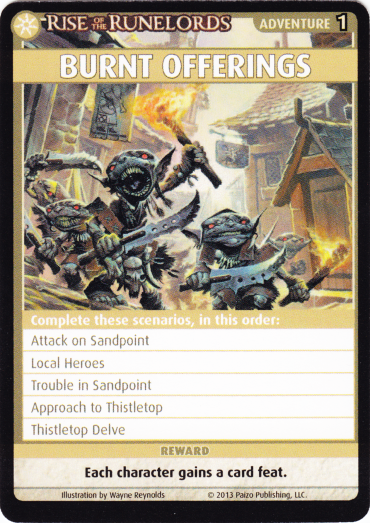 RISE OF THE RUNELORDS ADVENTURE 1
BURNT OFFERINGS
Complete these scenarios, in this order:
Attack on Sandpoint
Local Heroes
Trouble in Sandpoint
Approach to Thistletop
Thistletop Delve
REWARD
Each character gains a card feat.
Illustration by Wayne Reynolds © 2013 Paizo Publishing, LLC.